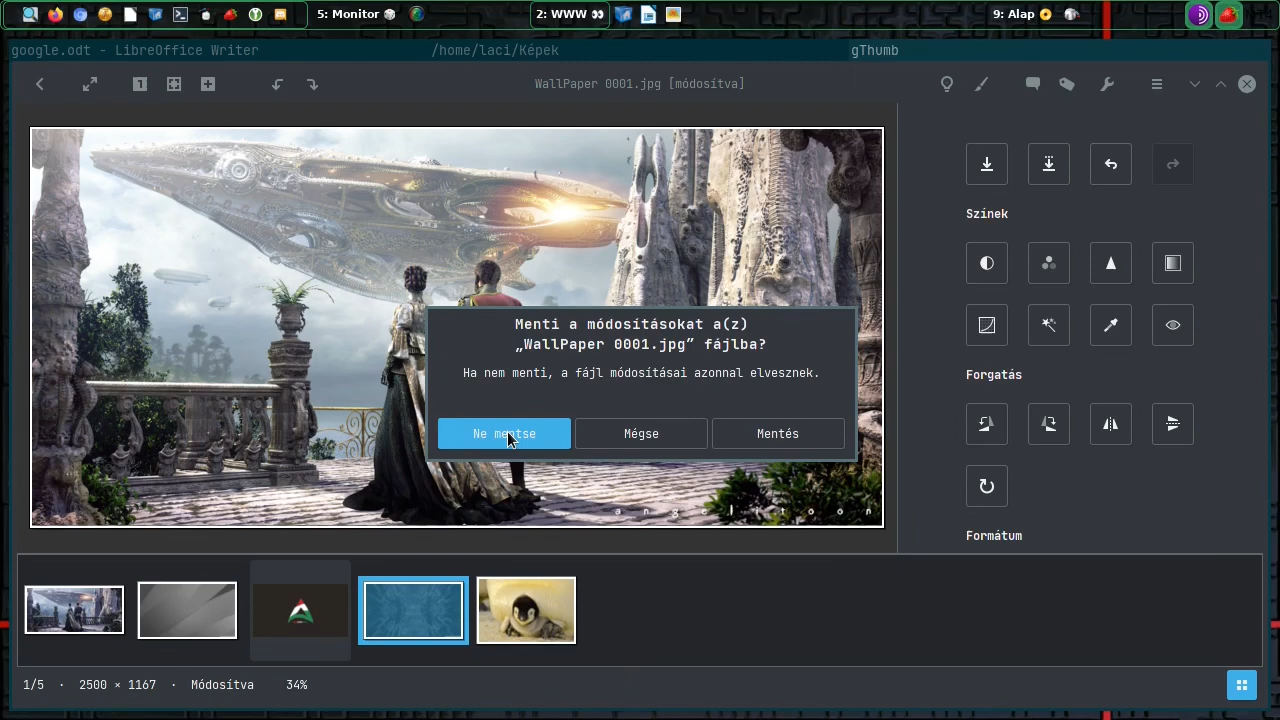 5: Monitor
2: WWW
9: Alap
google.odt - LibreOffice Writer
/home/laci/Képek
gThumb
WallPaper 0001.jpg [módosítva]
Színek
Menti a módosításokat a(z)
„WallPaper 0001.jpg” fájlba?
Ha nem menti, a fájl módosításai azonnal elvesznek.
Ne mentse
Mégse
Mentés
Forgatás
angelitoon
Formátum
1/5 · 2500 × 1167 · Módosítva 34%